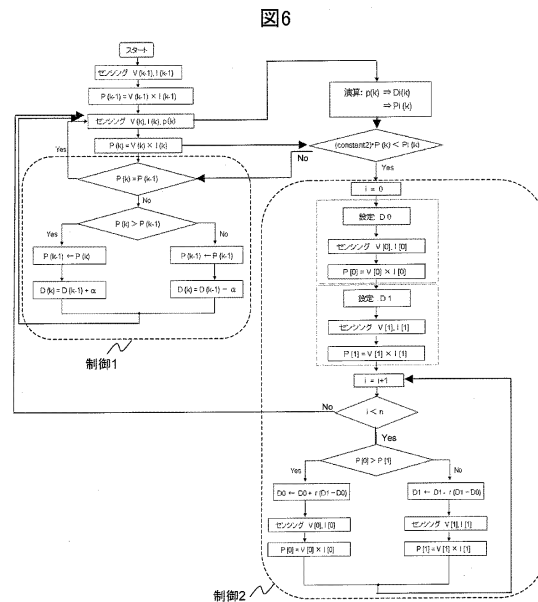 図6
スタート
センシング V (k-1), I (k-1)
P (k-1) = V (k-1) × I (k-1)
センシング V (k), I (k), p(k)
P (k) = V (k) × I (k)
Yes
P (k) = P (k-1)
No
P (k) > P (k-1)
Yes
No
P (k-1) ← P (k)
P (k-1) ← P (k-1)
D (k) = D (k-1) + α
D (k) = D (k-1) − α
制御1
演算: p(k) ⇒ Di(k)
⇒ Pi (k)
(constant2)*P (k) < Pi (k)
No
Yes
i = 0
設定 D 0
センシング V [0], I [0]
P [0] = V [0] × I [0]
設定 D 1
センシング V [1], I [1]
P [1] = V [1] × I [1]
i = i+1
No
i < n
Yes
P [0] > P [1]
Yes
No
D0 ← D0 + r (D1 − D0)
D1 ← D1 - r (D1 − D0)
センシング V [0], I [0]
センシング V [1], I [1]
P [0] = V [0] × I [0]
P [1] = V [1] × I [1]
制御2